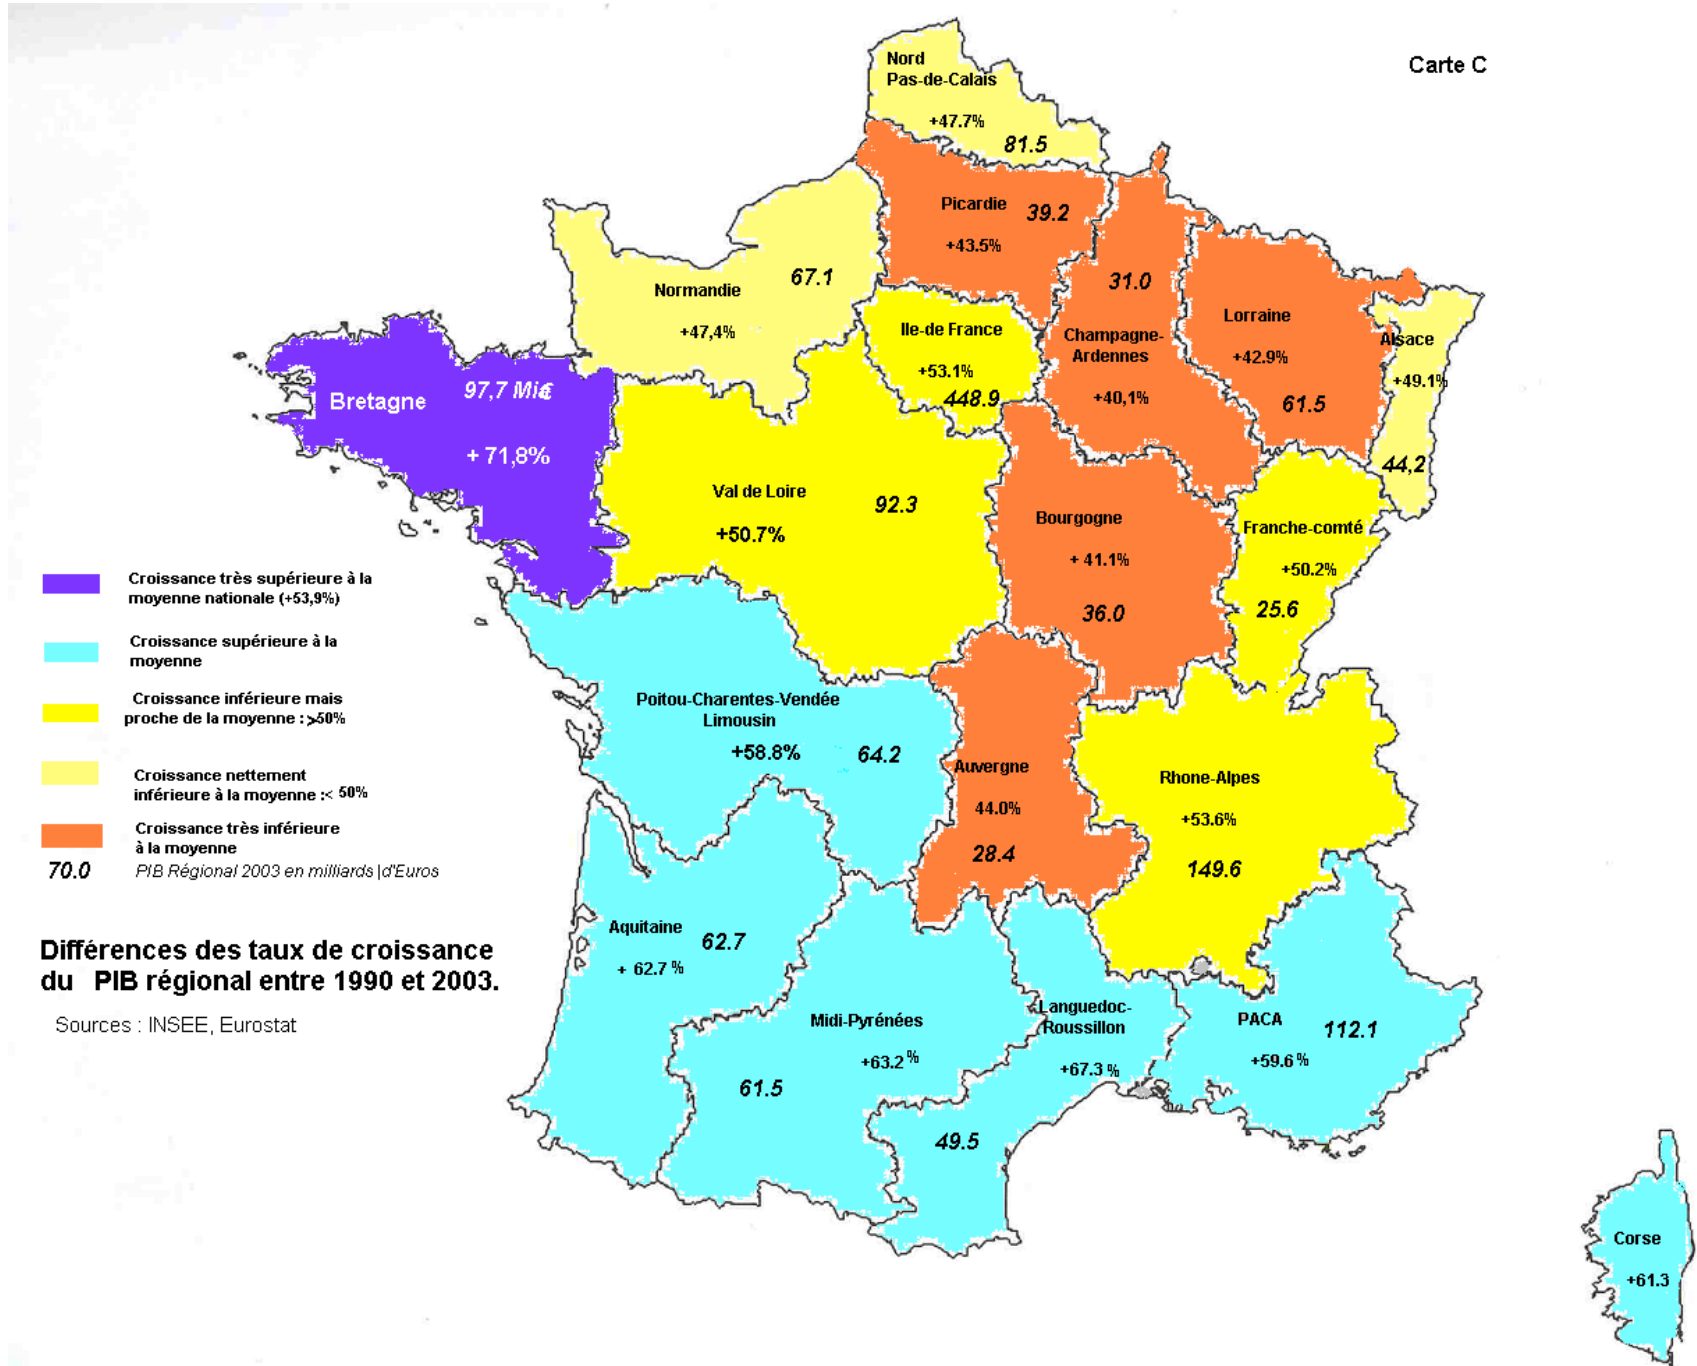 Carte C
Nord
Pas-de-Calais
+47.7%
81.5
Picardie
39.2
+43.5%
Normandie
67.1
+47,4%
Ile-de France
+53.1%
448.9
31.0
Champagne-
Ardennes
+40,1%
Lorraine
+42.9%
61.5
Alsace
+49.1%
44,2
Bretagne
97,7 Mi€
+ 71,8%
Val de Loire
92.3
+50.7%
Bourgogne
+ 41.1%
36.0
Franche-comté
+50.2%
25.6
Poitou-Charentes-Vendée
Limousin
+58.8%
64.2
Auvergne
44.0%
28.4
Rhone-Alpes
+53.6%
149.6
Aquitaine
62.7
+ 62.7 %
Midi-Pyrénées
+63.2 %
61.5
Languedoc-
Roussillon
+67.3 %
49.5
PACA
112.1
+59.6 %
Corse
+61.3
Croissance très supérieure à la
moyenne nationale (+53,9%)
Croissance supérieure à la
moyenne
Croissance inférieure mais
proche de la moyenne : >50%
Croissance nettement
inférieure à la moyenne :< 50%
Croissance très inférieure
à la moyenne
70.0 PIB Régional 2003 en milliards |d'Euros
Différences des taux de croissance
du PIB régional entre 1990 et 2003.
Sources : INSEE, Eurostat